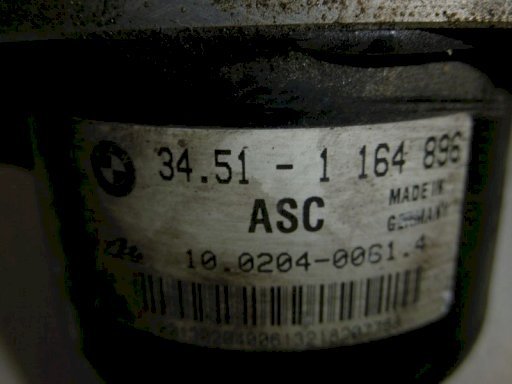 34.51 - 1 164 896
ASC
MADE IN
GERMANY
10.0204-0061.4